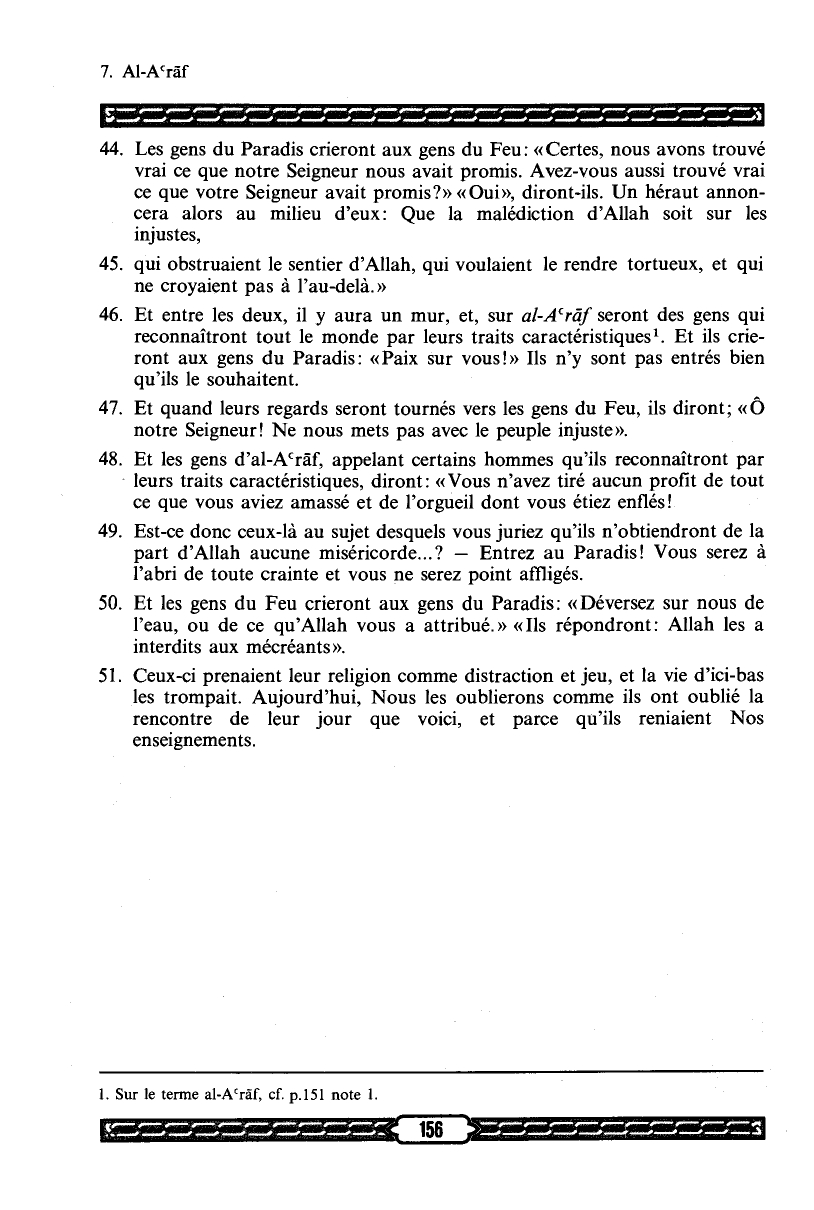 7. Al-Aᶜrāf
44. Les gens du Paradis crieront aux gens du Feu: «Certes, nous avons trouvé
vrai ce que notre Seigneur nous avait promis. Avez-vous aussi trouvé vrai
ce que votre Seigneur avait promis?» «Oui», diront-ils. Un héraut annon-
cera alors au milieu d'eux: Que la malédiction d'Allah soit sur les
injustes,
45. qui obstruaient le sentier d'Allah, qui voulaient le rendre tortueux, et qui
ne croyaient pas à l'au-delà.»
46. Et entre les deux, il y aura un mur, et, sur al-Aᶜrāf seront des gens qui
reconnaîtront tout le monde par leurs traits caractéristiques¹. Et ils crie-
ront aux gens du Paradis: «Paix sur vous!» Ils n'y sont pas entrés bien
qu'ils le souhaitent.
47. Et quand leurs regards seront tournés vers les gens du Feu, ils diront; «Ô
notre Seigneur! Ne nous mets pas avec le peuple injuste».
48. Et les gens d'al-Aᶜrāf, appelant certains hommes qu'ils reconnaîtront par
leurs traits caractéristiques, diront: «Vous n'avez tiré aucun profit de tout
ce que vous aviez amassé et de l'orgueil dont vous étiez enflés!
49. Est-ce donc ceux-là au sujet desquels vous juriez qu'ils n'obtiendront de la
part d'Allah aucune miséricorde...? — Entrez au Paradis! Vous serez à
l'abri de toute crainte et vous ne serez point affligés.
50. Et les gens du Feu crieront aux gens du Paradis: «Déversez sur nous de
l'eau, ou de ce qu'Allah vous a attribué.» «Ils répondront: Allah les a
interdits aux mécréants».
51. Ceux-ci prenaient leur religion comme distraction et jeu, et la vie d'ici-bas
les trompait. Aujourd'hui, Nous les oublierons comme ils ont oublié la
rencontre de leur jour que voici, et parce qu'ils reniaient Nos
enseignements.
1. Sur le terme al-Aᶜrāf, cf. p.151 note 1.
156